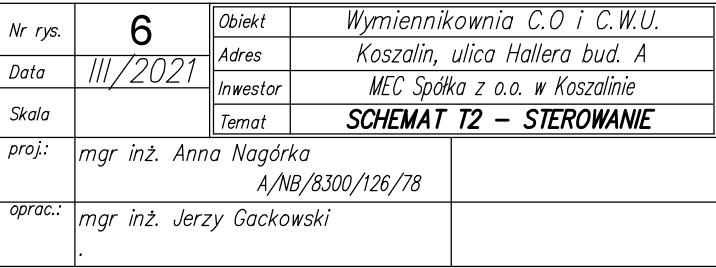 Nr rys. 6
Data III/2021
Skala
Obiekt Wymiennikownia C.O i C.W.U.
Adres Koszalin, ulica Hallera bud. A
Inwestor MEC Spółka z o.o. w Koszalinie
Temat SCHEMAT T2 – STEROWANIE
proj.: mgr inż. Anna Nagórka
A/NB/8300/126/78
oprac.: mgr inż. Jerzy Gackowski
.